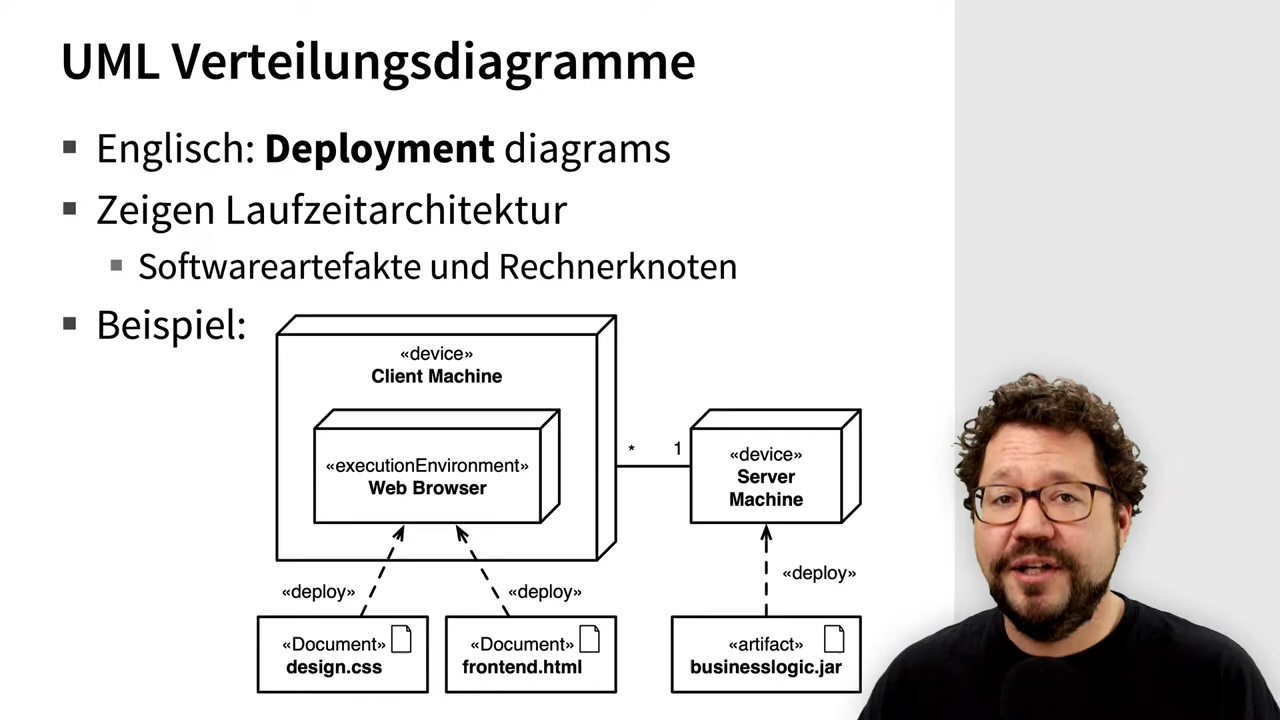 UML Verteilungsdiagramme
Englisch: Deployment diagrams
Zeigen Laufzeitarchitektur
Softwareartefakte und Rechnerknoten
Beispiel:
«device»
Client Machine
«executionEnvironment»
Web Browser
* 1
«device»
Server
Machine
«deploy»
«deploy»
«deploy»
«Document»
design.css
«Document»
frontend.html
«artifact»
businesslogic.jar